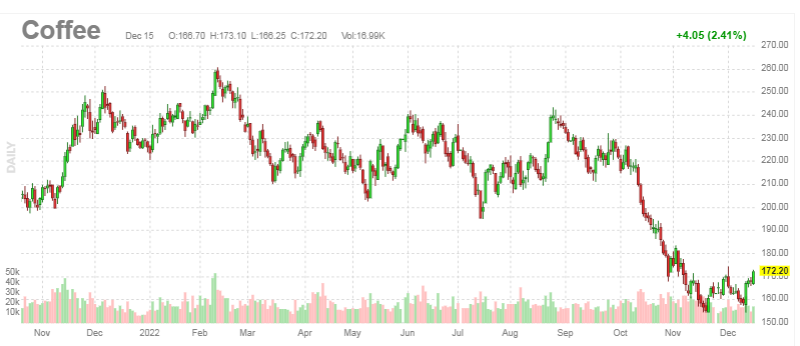 Coffee Dec 15 O:166.70 H:173.10 L:166.25 C:172.20 Vol:16.99K +4.05 (2.41%)
270.00
260.00
250.00
240.00
230.00
220.00
210.00
200.00
190.00
180.00
172.20
160.00
150.00
DAILY
50k
40k
30k
20k
10k
Nov Dec 2022 Feb Mar Apr May Jun Jul Aug Sep Oct Nov Dec